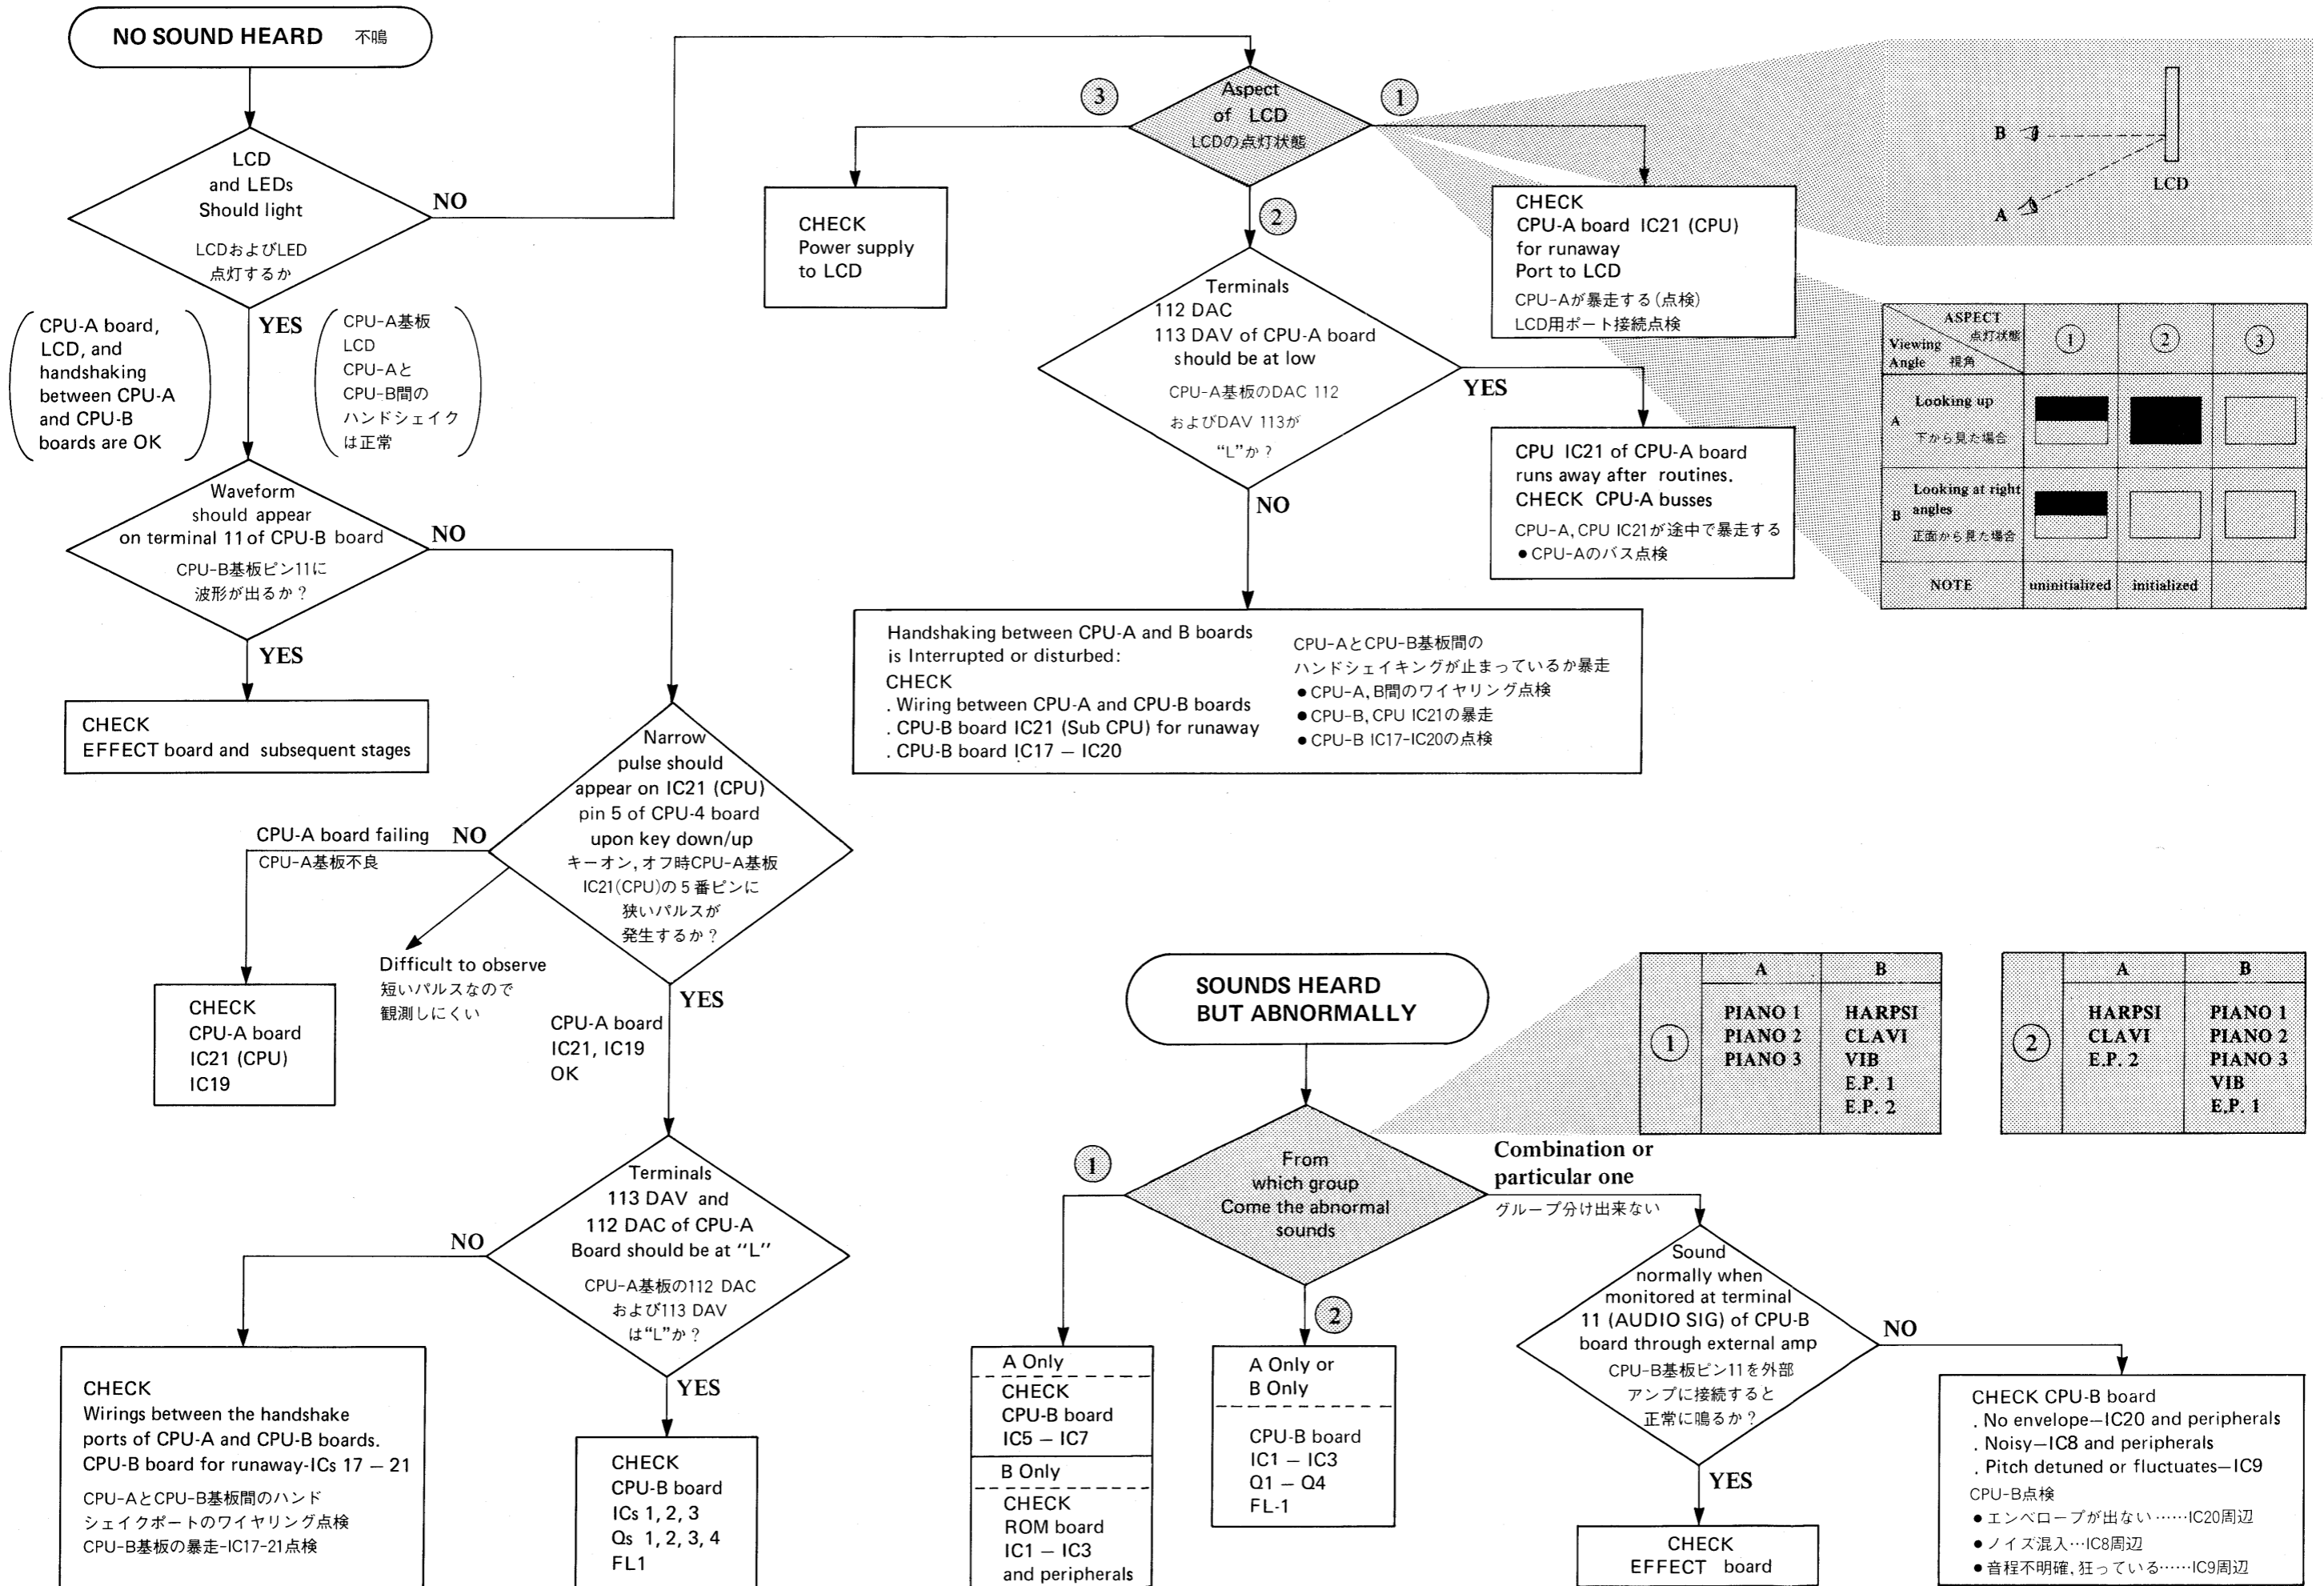 NO SOUND HEARD 不鳴
LCD
and LEDs
Should light
LCDおよびLED
点灯するか
NO
YES
CPU-A board,
LCD, and
handshaking
between CPU-A
and CPU-B
boards are OK
CPU-A基板
LCD
CPU-Aと
CPU-B間の
ハンドシェイク
は正常
Waveform
should appear
on terminal 11 of CPU-B board
CPU-B基板ピン11に
波形が出るか？
NO
YES
CHECK
EFFECT board and subsequent stages
Narrow
pulse should
appear on IC21 (CPU)
pin 5 of CPU-4 board
upon key down/up
キーオン,オフ時CPU-A基板
IC21(CPU)の５番ピンに
狭いパルスが
発生するか？
CPU-A board failing NO
CPU-A基板不良
CHECK
CPU-A board
IC21 (CPU)
IC19
Difficult to observe
短いパルスなので
観測しにくい
YES
CPU-A board
IC21, IC19
OK
Terminals
113 DAV and
112 DAC of CPU-A
Board should be at “L”
CPU-A基板の112 DAC
および113 DAV
は“L”か？
NO
CHECK
Wirings between the handshake
ports of CPU-A and CPU-B boards.
CPU-B board for runaway-ICs 17 – 21
CPU-AとCPU-B基板間のハンド
シェイクポートのワイヤリング点検
CPU-B基板の暴走-IC17-21点検
YES
CHECK
CPU-B board
ICs 1, 2, 3
Qs 1, 2, 3, 4
FL1
Aspect
of LCD
LCDの点灯状態
③
①
②
CHECK
Power supply
to LCD
CHECK
CPU-A board IC21 (CPU)
for runaway
Port to LCD
CPU-Aが暴走する(点検)
LCD用ポート接続点検
Terminals
112 DAC
113 DAV of CPU-A board
should be at low
CPU-A基板のDAC 112
およびDAV 113が
“L”か？
YES
CPU IC21 of CPU-A board
runs away after routines.
CHECK CPU-A busses
CPU-A, CPU IC21が途中で暴走する
●CPU-Aのバス点検
NO
Handshaking between CPU-A and B boards
is Interrupted or disturbed:
CHECK
. Wiring between CPU-A and CPU-B boards
. CPU-B board IC21 (Sub CPU) for runaway
. CPU-B board IC17 – IC20
CPU-AとCPU-B基板間の
ハンドシェイキングが止まっているか暴走
●CPU-A, B間のワイヤリング点検
●CPU-B, CPU IC21の暴走
●CPU-B IC17-IC20の点検
B
A
LCD
ASPECT
点灯状態
Viewing
Angle 視角
① ② ③
A Looking up
下から見た場合
B Looking at right
angles
正面から見た場合
NOTE uninitialized initialized
SOUNDS HEARD
BUT ABNORMALLY
① A B
PIANO 1 HARPSI
PIANO 2 CLAVI
PIANO 3 VIB
E.P. 1
E.P. 2
② A B
HARPSI PIANO 1
CLAVI PIANO 2
E.P. 2 PIANO 3
VIB
E.P. 1
From
which group
Come the abnormal
sounds
①
②
Combination or
particular one
グループ分け出来ない
A Only
CHECK
CPU-B board
IC5 – IC7
B Only
CHECK
ROM board
IC1 – IC3
and peripherals
A Only or
B Only
CPU-B board
IC1 – IC3
Q1 – Q4
FL-1
Sound
normally when
monitored at terminal
11 (AUDIO SIG) of CPU-B
board through external amp
CPU-B基板ピン11を外部
アンプに接続すると
正常に鳴るか？
NO
YES
CHECK
EFFECT board
CHECK CPU-B board
. No envelope–IC20 and peripherals
. Noisy–IC8 and peripherals
. Pitch detuned or fluctuates–IC9
CPU-B点検
●エンベロープが出ない……IC20周辺
●ノイズ混入…IC8周辺
●音程不明確,狂っている……IC9周辺